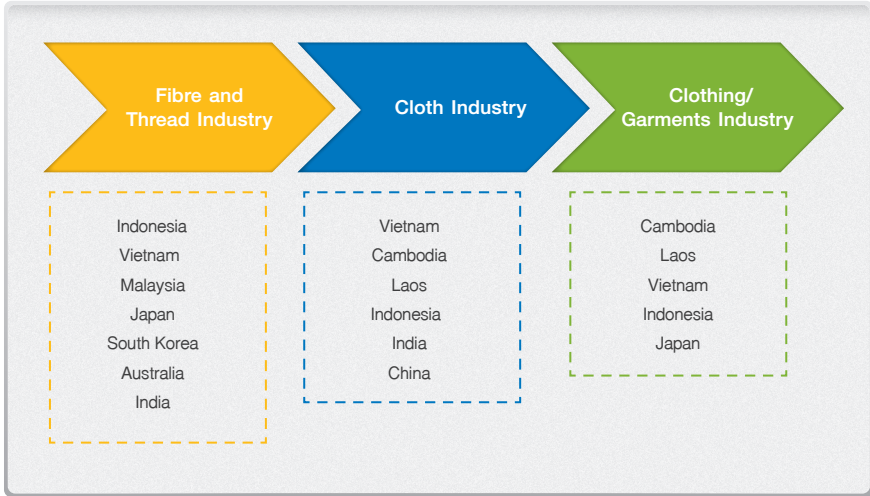 Fibre and
Thread Industry
Cloth Industry
Clothing/
Garments Industry
Indonesia
Vietnam
Malaysia
Japan
South Korea
Australia
India
Vietnam
Cambodia
Laos
Indonesia
India
China
Cambodia
Laos
Vietnam
Indonesia
Japan